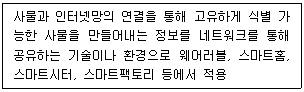 사물과 인터넷망의 연결을 통해 고유하게 식별 가
능한 사물을 만들어내는 정보를 네트워크를 통해
공유하는 기술이나 환경으로 웨어러블, 스마트홈,
스마트시터, 스마트팩토리 등에서 적용